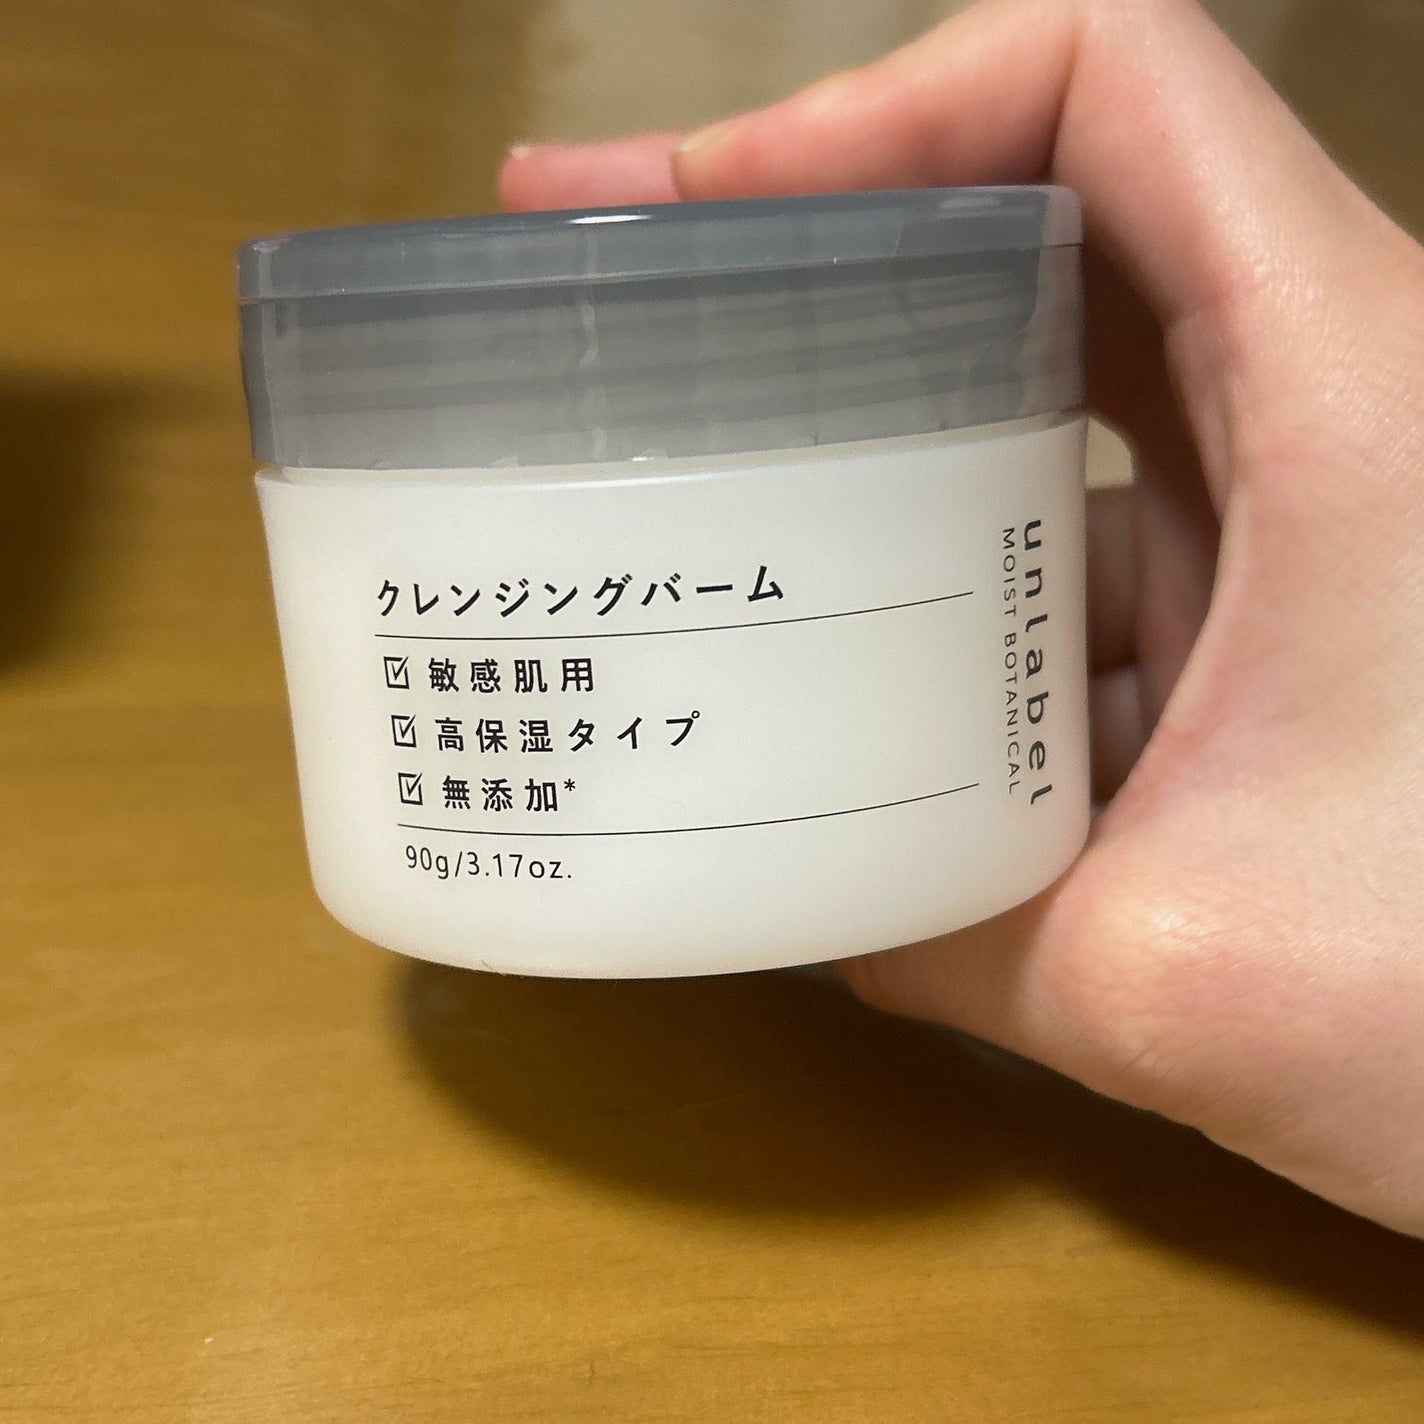 クレンジングバーム
☑ 敏感肌用
☑ 高保湿タイプ
☑ 無添加*
90g/3.17oz.
unlabel
MOIST BOTANICAL